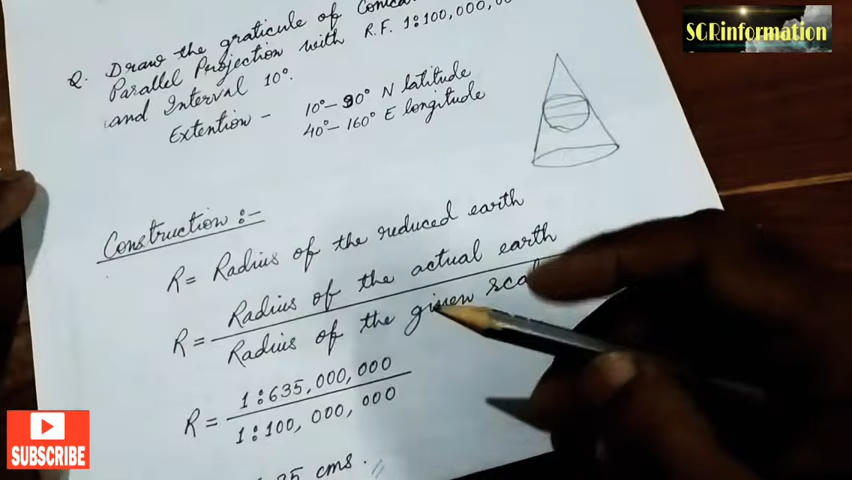 Q. Draw the graticule of
Parallel Projection with R.F. 1:100,000,
and Interval 10°.
Extention - 10°-90° N latitude
40°-160° E longitude
Construction :-
R= Radius of the reduced earth
R= Radius of the actual earth
Radius of the given
R= 1:635,000,000
1:100,000,000
cms.
SCRinformation
SUBSCRIBE